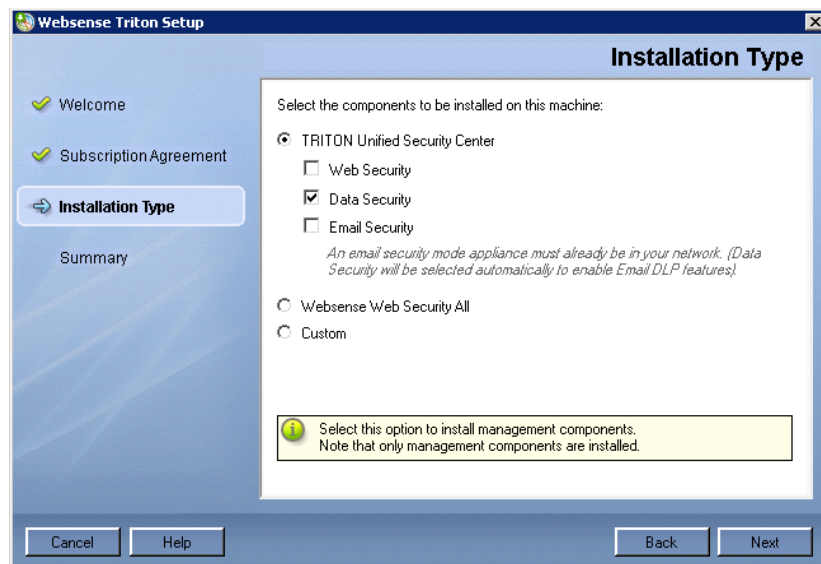 Websense Triton Setup
Installation Type
Welcome
Subscription Agreement
Installation Type
Summary
Select the components to be installed on this machine:
TRITON Unified Security Center
Web Security
Data Security
Email Security
An email security mode appliance must already be in your network. (Data
Security will be selected automatically to enable Email DLP features).
Websense Web Security All
Custom
Select this option to install management components.
Note that only management components are installed.
Cancel
Help
Back
Next